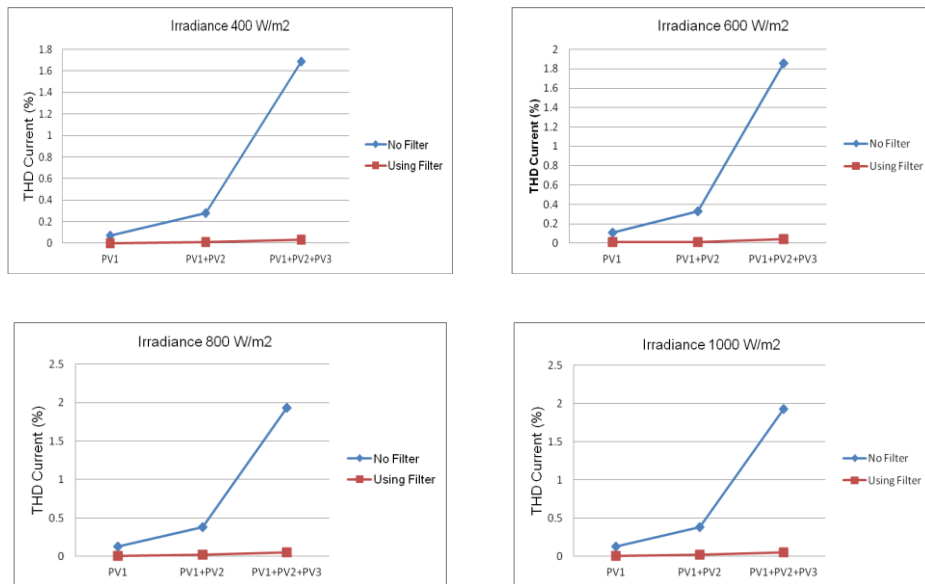 Irradiance 400 W/m2
1.8
1.6
1.4
1.2
1
0.8
0.6
0.4
0.2
0
THD Current (%)
PV1 PV1+PV2 PV1+PV2+PV3
No Filter
Using Filter
Irradiance 600 W/m2
2
1.8
1.6
1.4
1.2
1
0.8
0.6
0.4
0.2
0
THD Current (%)
PV1 PV1+PV2 PV1+PV2+PV3
No Filter
Using Filter
Irradiance 800 W/m2
2.5
2
1.5
1
0.5
0
THD Current (%)
PV1 PV1+PV2 PV1+PV2+PV3
No Filter
Using Filter
Irradiance 1000 W/m2
2.5
2
1.5
1
0.5
0
THD Current (%)
PV1 PV1+PV2 PV1+PV2+PV3
No Filter
Using Filter